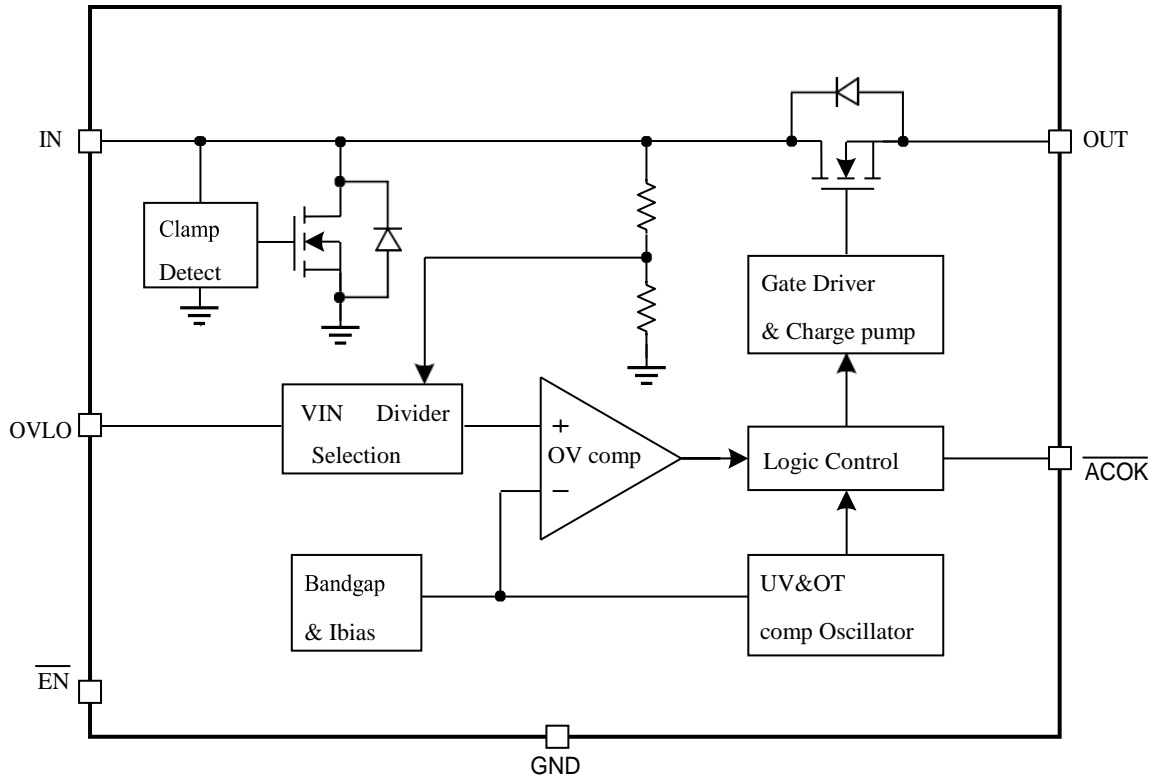 IN
OUT
Clamp
Detect
Gate Driver
& Charge pump
VIN Divider
Selection
OVLO
+
OV comp
−
Logic Control
ACOK
Bandgap
& Ibias
UV&OT
comp Oscillator
EN
GND